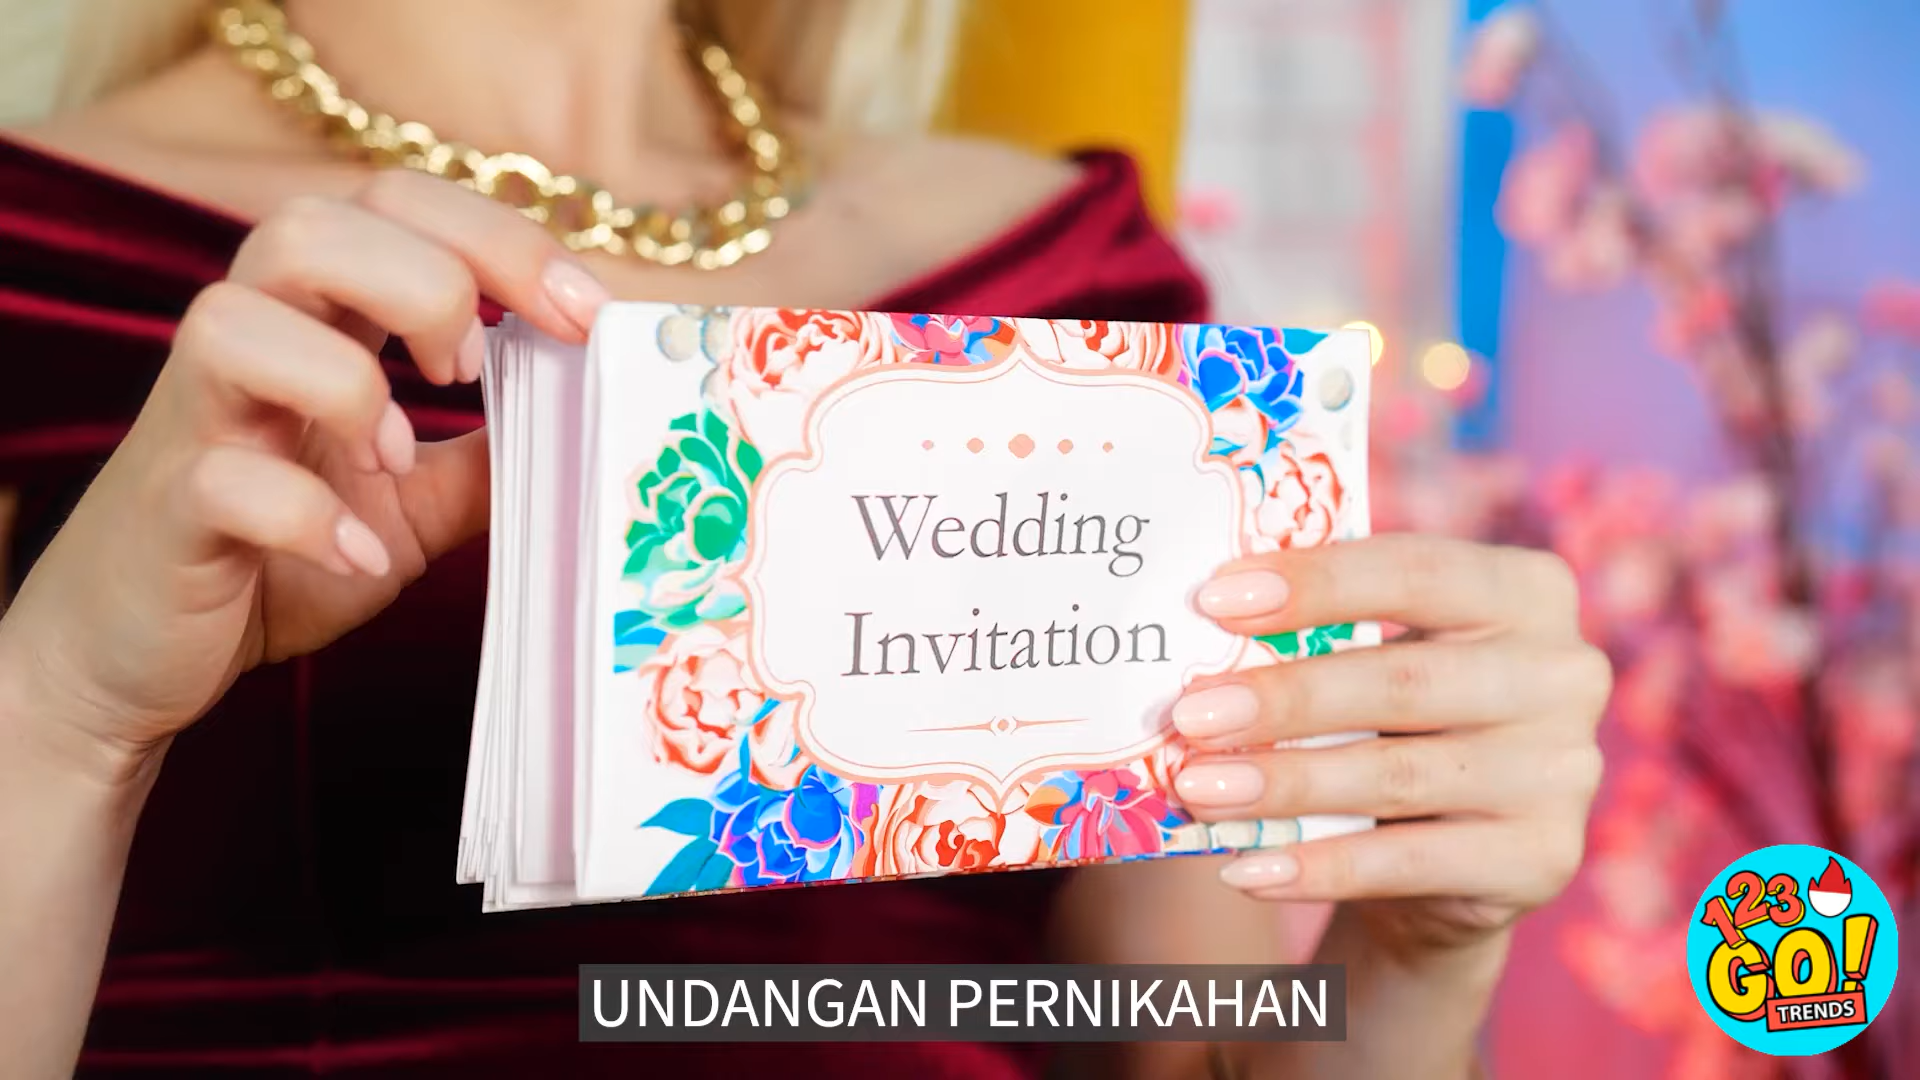 Wedding
Invitation
UNDANGAN PERNIKAHAN
123
GO!
TRENDS